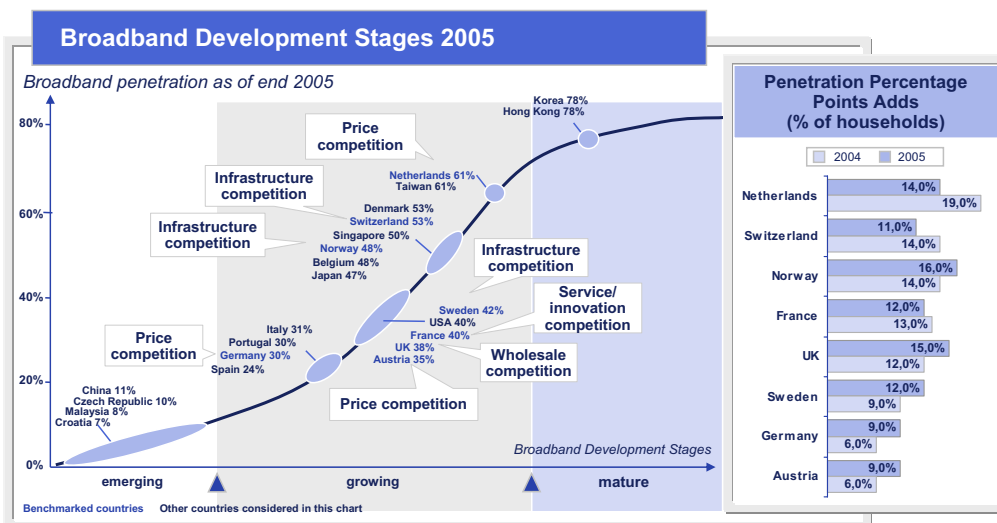 Broadband Development Stages 2005
Broadband penetration as of end 2005
80%
60%
40%
20%
0%
Korea 78%
Hong Kong 78%
Price
competition
Netherlands 61%
Taiwan 61%
Infrastructure
competition
Denmark 53%
Switzerland 53%
Infrastructure
competition
Singapore 50%
Norway 48%
Belgium 48%
Japan 47%
Infrastructure
competition
Service/
innovation
competition
Sweden 42%
USA 40%
France 40%
UK 38%
Austria 35%
Wholesale
competition
Price competition
Price
competition
Italy 31%
Portugal 30%
Germany 30%
Spain 24%
China 11%
Czech Republic 10%
Malaysia 8%
Croatia 7%
Broadband Development Stages
emerging
growing
mature
Benchmarked countries Other countries considered in this chart
Penetration Percentage
Points Adds
(% of households)
2004 2005
Netherlands
14,0%
19,0%
Switzerland
11,0%
14,0%
Norway
16,0%
14,0%
France
12,0%
13,0%
UK
15,0%
12,0%
Sweden
12,0%
9,0%
Germany
9,0%
6,0%
Austria
9,0%
6,0%